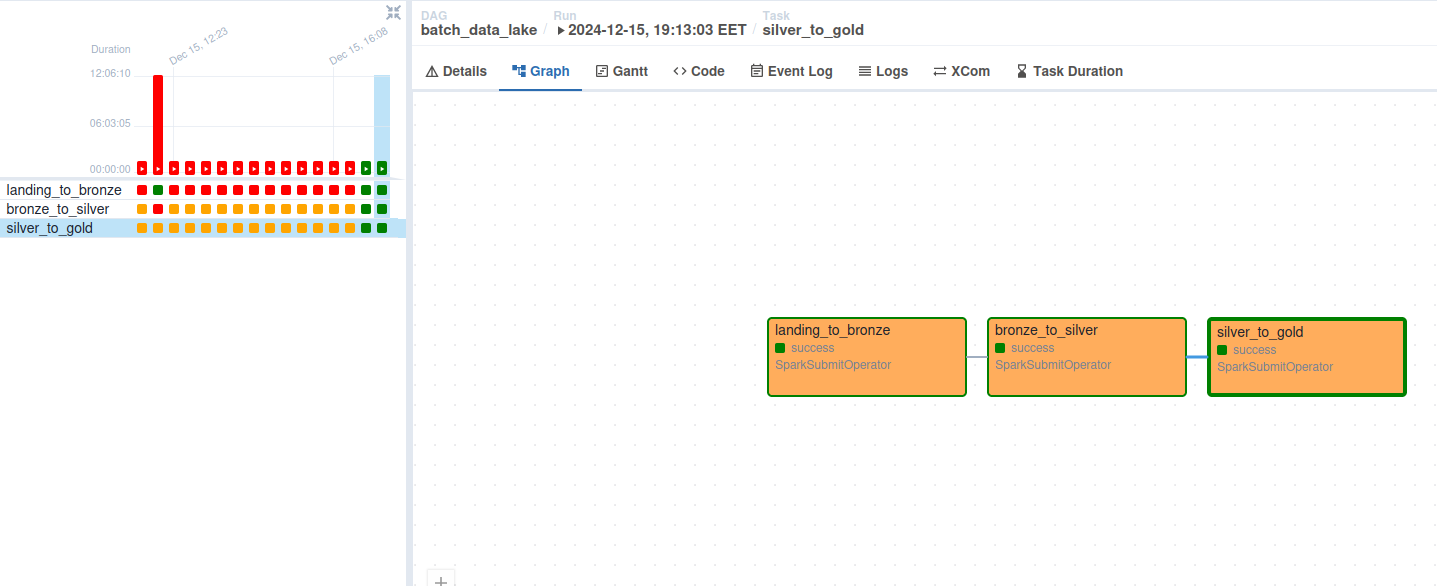 DAG
batch_data_lake
/
Run
2024-12-15, 19:13:03 EET
/
Task
silver_to_gold
Details
Graph
Gantt
Code
Event Log
Logs
XCom
Task Duration
Duration
Dec 15, 12:23
Dec 15, 16:08
12:06:10
06:03:05
00:00:00
landing_to_bronze
bronze_to_silver
silver_to_gold
landing_to_bronze
success
SparkSubmitOperator
bronze_to_silver
success
SparkSubmitOperator
silver_to_gold
success
SparkSubmitOperator
+